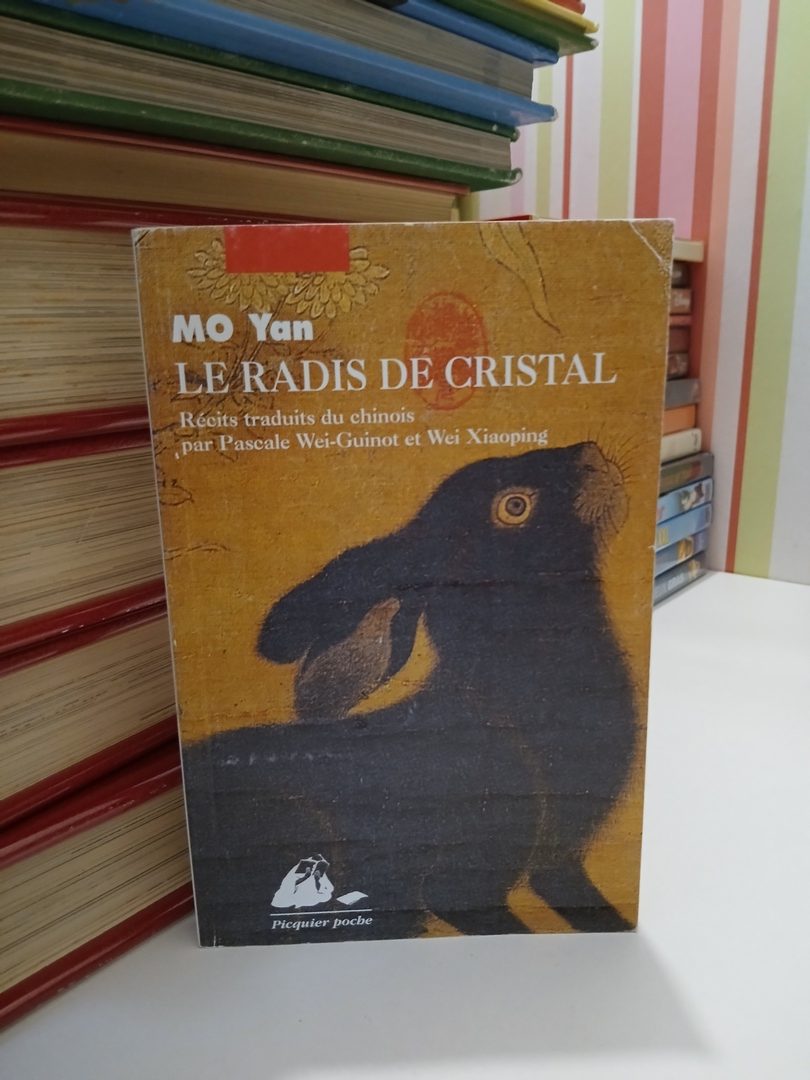 MO Yan
LE RADIS DE CRISTAL
Récits traduits du chinois
par Pascale Wei-Guinot et Wei Xiaoping
Picquier poche